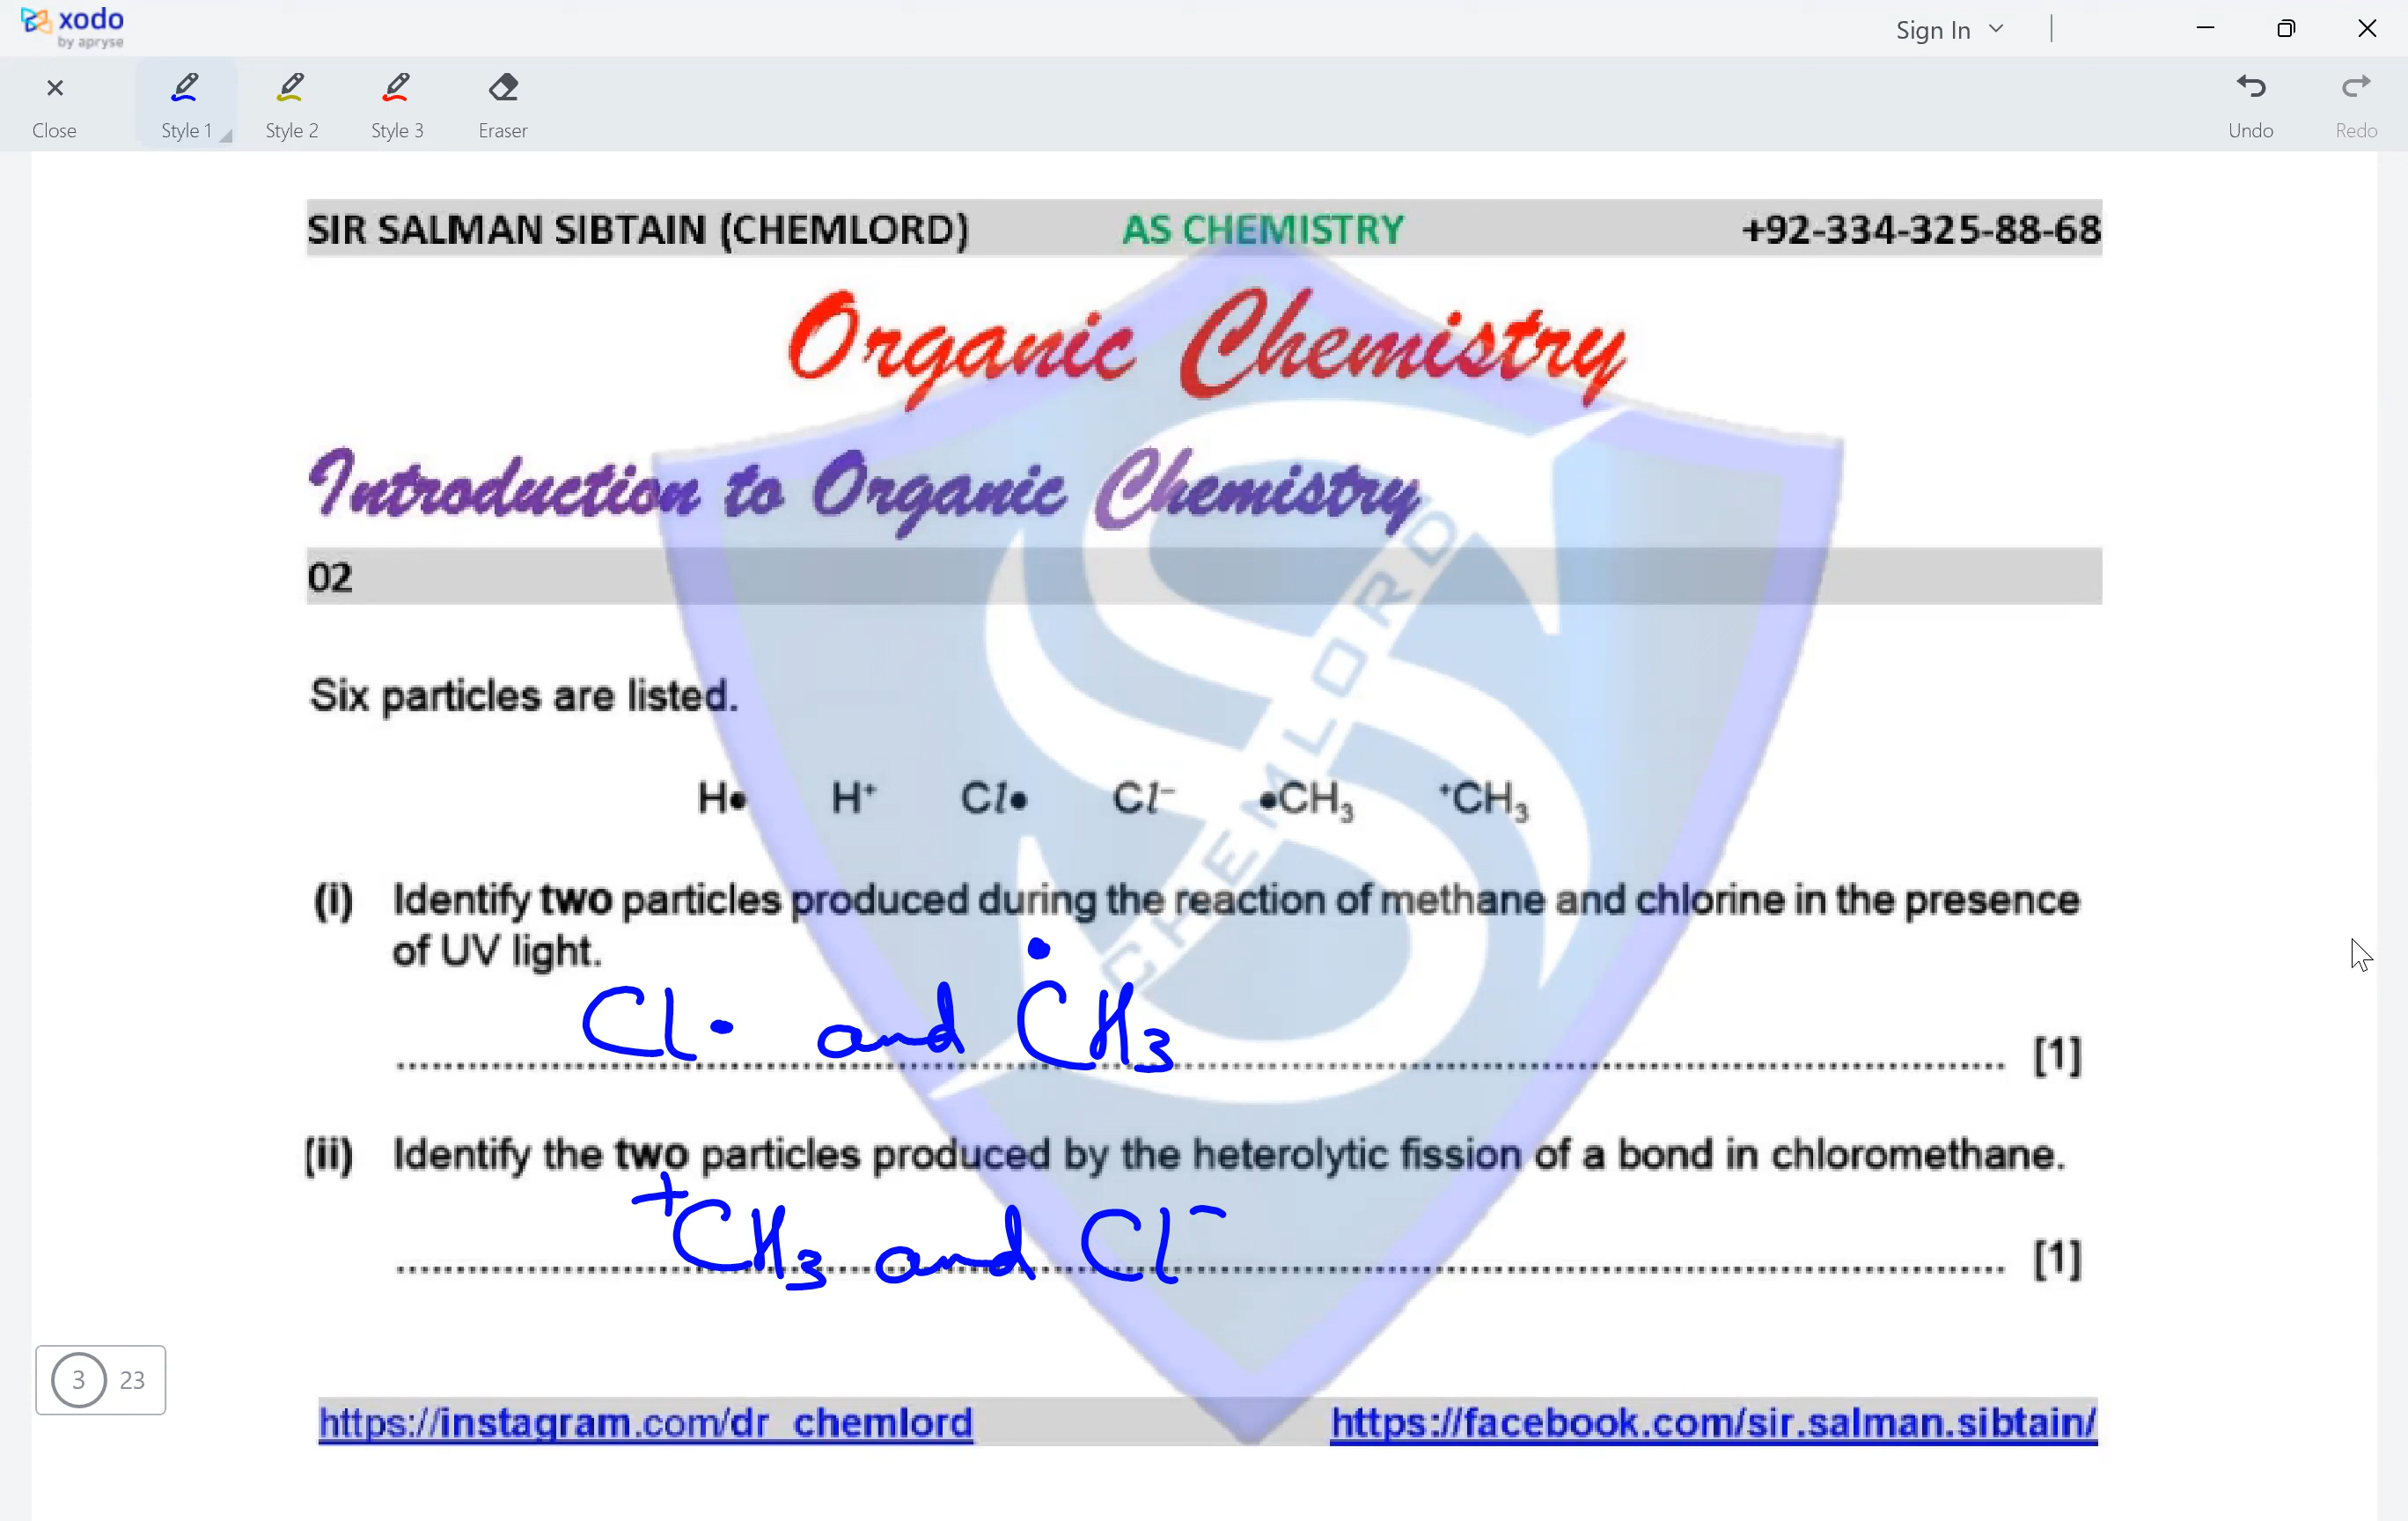 xodo
by apryse
Sign In
Close
Style 1
Style 2
Style 3
Eraser
Undo
Redo
SIR SALMAN SIBTAIN (CHEMLORD) AS CHEMISTRY +92-334-325-88-68
Organic Chemistry
Introduction to Organic Chemistry
02
CHEMLORD
Six particles are listed.
H• H⁺ Cl• Cl⁻ •CH₃ ⁺CH₃
(i) Identify two particles produced during the reaction of methane and chlorine in the presence
of UV light.
Cl• and •CH₃
[1]
(ii) Identify the two particles produced by the heterolytic fission of a bond in chloromethane.
⁺CH₃ and Cl⁻
[1]
3 23
https://instagram.com/dr_chemlord https://facebook.com/sir.salman.sibtain/